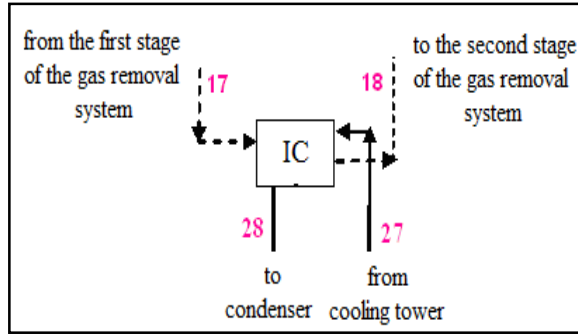 from the first stage
of the gas removal
system
17
18
to the second stage
of the gas removal
system
IC
28
27
to
condenser
from
cooling tower